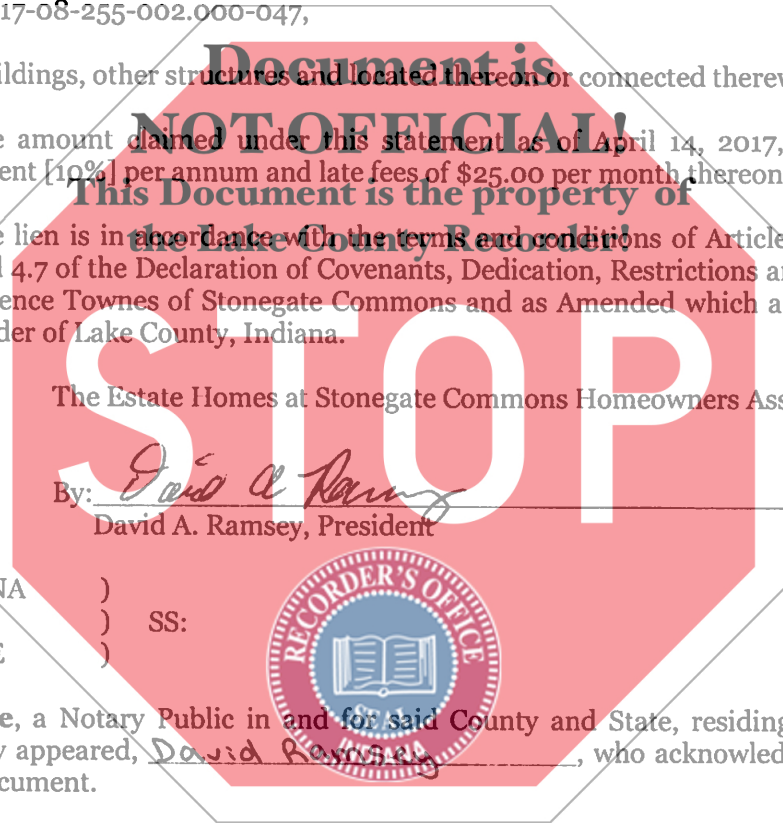 17-08-255-002.000-047,
Document is
ildings, other structures and located thereon or connected therew
NOT OFFICIAL!
e amount claimed under this statement as of April 14, 2017,
ent [10%] per annum and late fees of $25.00 per month thereon
This Document is the property of
the Lake County Recorder!
e lien is in accordance with the terms and conditions of Article
4.7 of the Declaration of Covenants, Dedication, Restrictions a
ence Townes of Stonegate Commons and as Amended which a
der of Lake County, Indiana.
STOP
The Estate Homes at Stonegate Commons Homeowners Ass
By: David A Ramsey
David A. Ramsey, President
NA )
) SS:
E )
RECORDER'S OFFICE
SEAL
e, a Notary Public in and for said County and State, residing
y appeared, David Ramsey, who acknowled
cument.